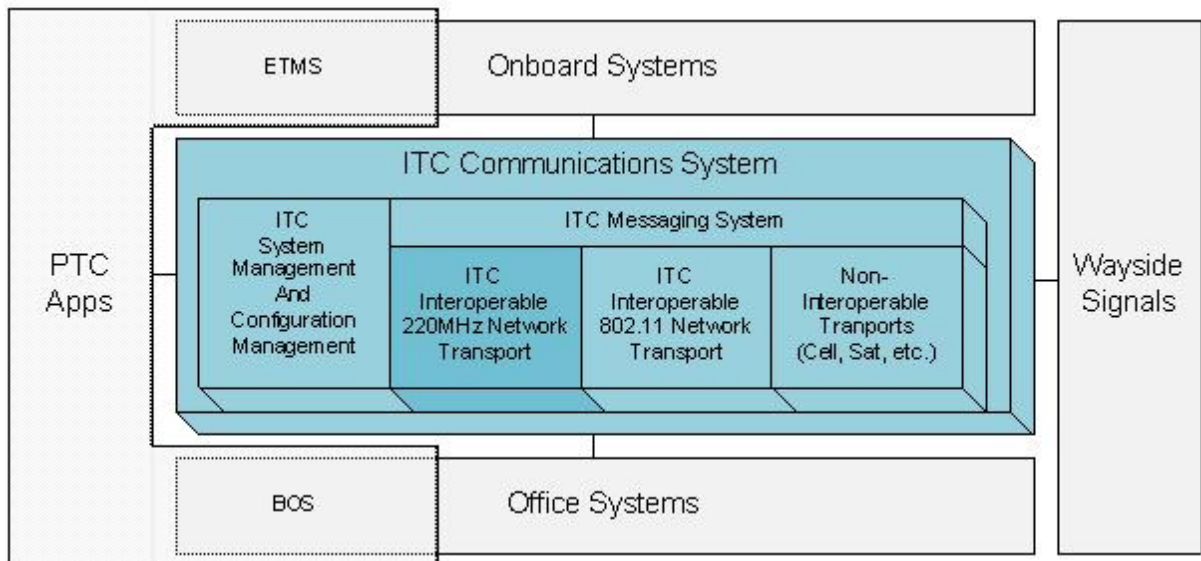 ETMS
Onboard Systems
ITC Communications System
ITC
System
Management
And
Configuration
Management
ITC Messaging System
ITC
Interoperable
220MHz Network
Transport
ITC
Interoperable
802.11 Network
Transport
Non-
Interoperable
Tranports
(Cell, Sat, etc.)
PTC
Apps
Wayside
Signals
BOS
Office Systems